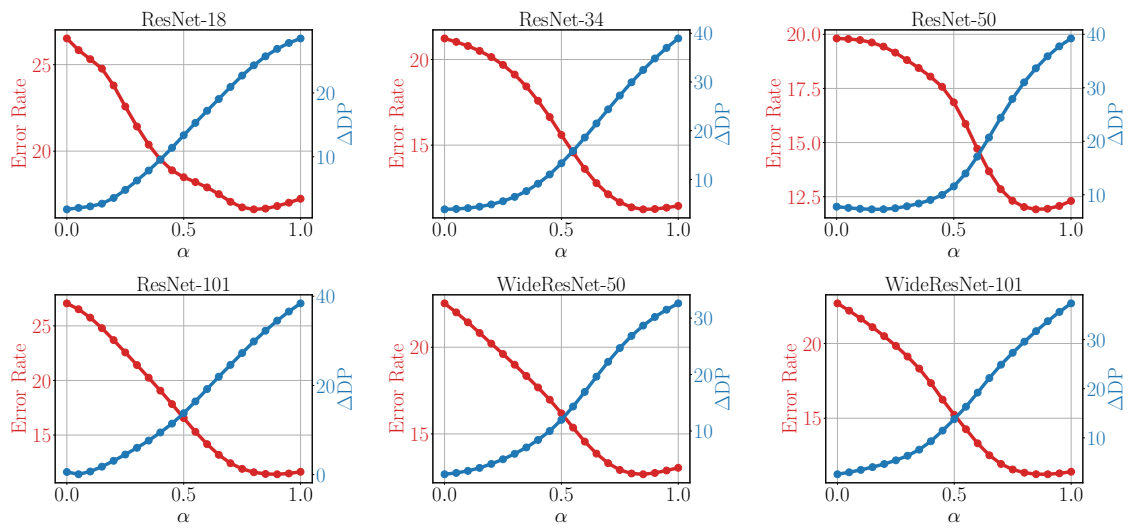 ResNet-18
Error Rate
25
20
20
10
ΔDP
0.0 0.5 1.0
α
ResNet-34
Error Rate
20
15
40
30
20
10
ΔDP
0.0 0.5 1.0
α
ResNet-50
Error Rate
20.0
17.5
15.0
12.5
40
30
20
10
ΔDP
0.0 0.5 1.0
α
ResNet-101
Error Rate
25
20
15
40
20
0
ΔDP
0.0 0.5 1.0
α
WideResNet-50
Error Rate
20
15
30
20
10
ΔDP
0.0 0.5 1.0
α
WideResNet-101
Error Rate
20
15
30
20
10
ΔDP
0.0 0.5 1.0
α